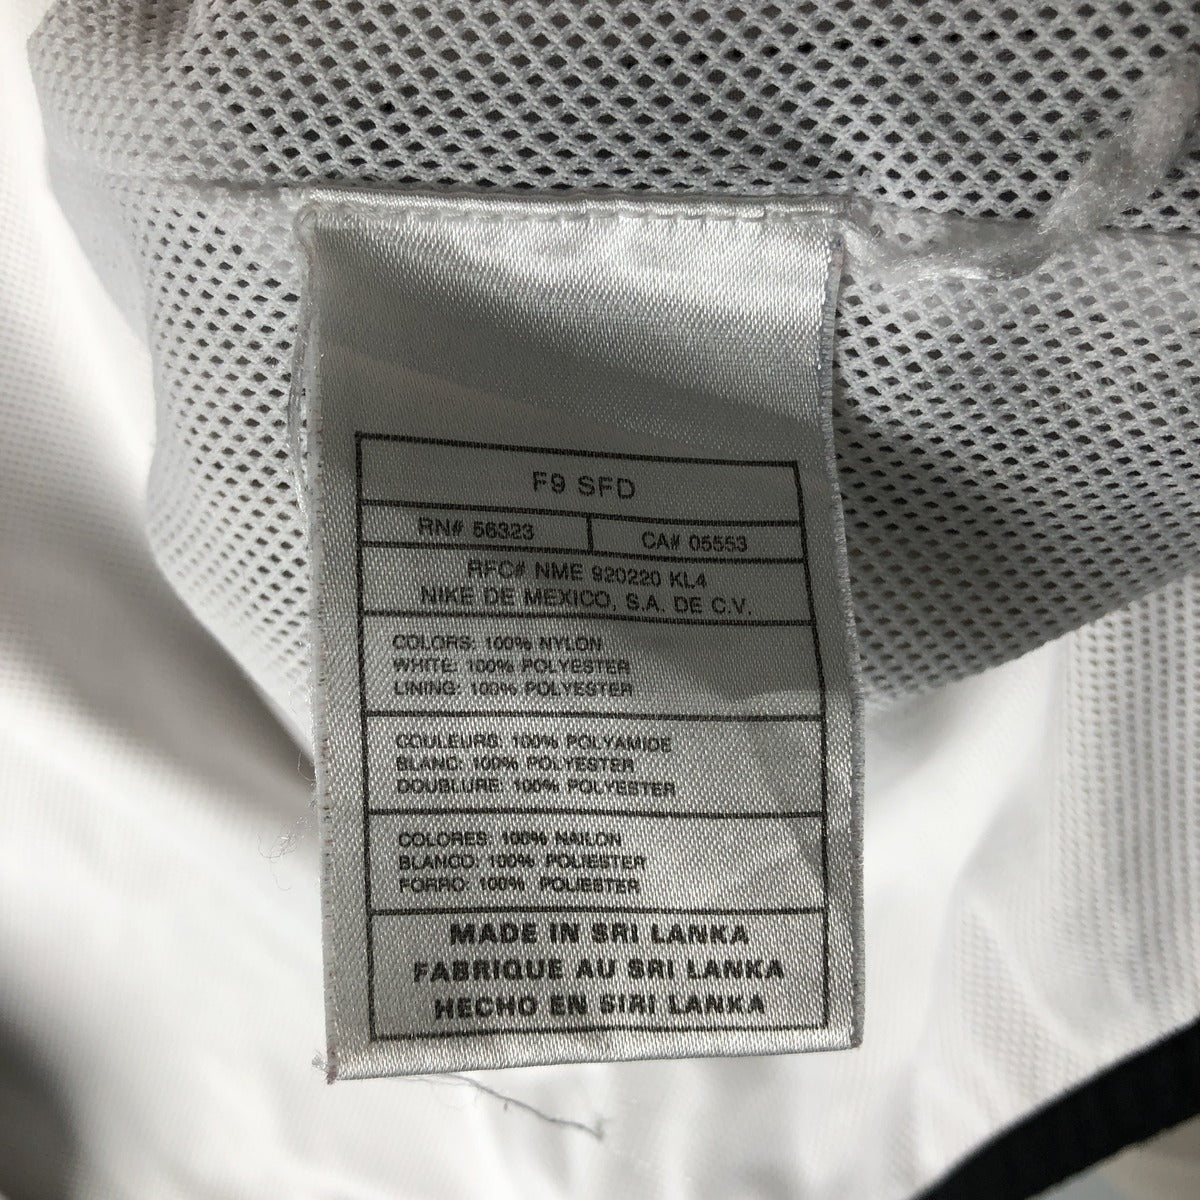 F9 SFD
RN# 56323 CA# 05553
RFC# NME 920220 KL4
NIKE DE MEXICO, S.A. DE C.V.
COLORS: 100% NYLON
WHITE: 100% POLYESTER
LINING: 100% POLYESTER
COULEURS: 100% POLYAMIDE
BLANC: 100% POLYESTER
DOUBLURE: 100% POLYESTER
COLORES: 100% NAILON
BLANCO: 100% POLIESTER
FORRO: 100% POLIESTER
MADE IN SRI LANKA
FABRIQUE AU SRI LANKA
HECHO EN SIRI LANKA